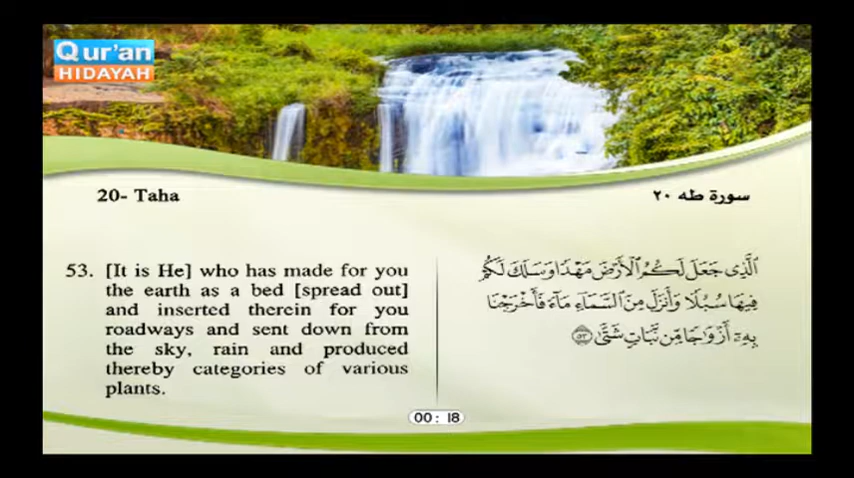 Qur'an
HIDAYAH
20- Taha
سورة طه ٢٠
53. [It is He] who has made for you
the earth as a bed [spread out]
and inserted therein for you
roadways and sent down from
the sky, rain and produced
thereby categories of various
plants.
ٱلَّذِى جَعَلَ لَكُمُ ٱلْأَرْضَ مَهْدًا وَسَلَكَ لَكُمْ
فِيهَا سُبُلًا وَأَنزَلَ مِنَ ٱلسَّمَآءِ مَآءً فَأَخْرَجْنَا
بِهِۦٓ أَزْوَٰجًا مِّن نَّبَاتٍ شَتَّىٰ ٥٣
00: 18